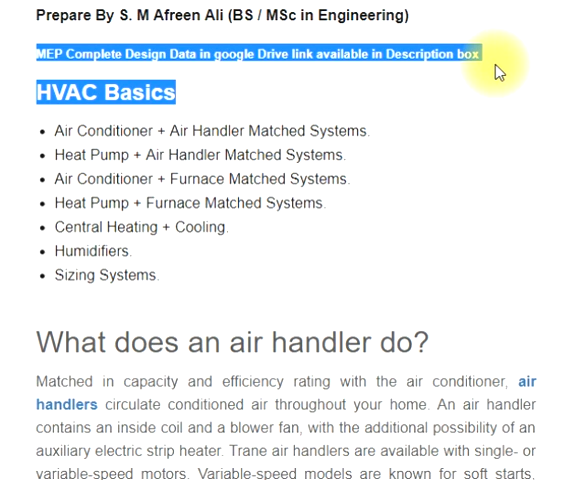 Prepare By S. M Afreen Ali (BS / MSc in Engineering)
MEP Complete Design Data in google Drive link available in Description box
HVAC Basics
• Air Conditioner + Air Handler Matched Systems.
• Heat Pump + Air Handler Matched Systems.
• Air Conditioner + Furnace Matched Systems.
• Heat Pump + Furnace Matched Systems.
• Central Heating + Cooling.
• Humidifiers.
• Sizing Systems.
What does an air handler do?
Matched in capacity and efficiency rating with the air conditioner, air
handlers circulate conditioned air throughout your home. An air handler
contains an inside coil and a blower fan, with the additional possibility of an
auxiliary electric strip heater. Trane air handlers are available with single- or
variable-speed motors. Variable-speed models are known for soft starts,